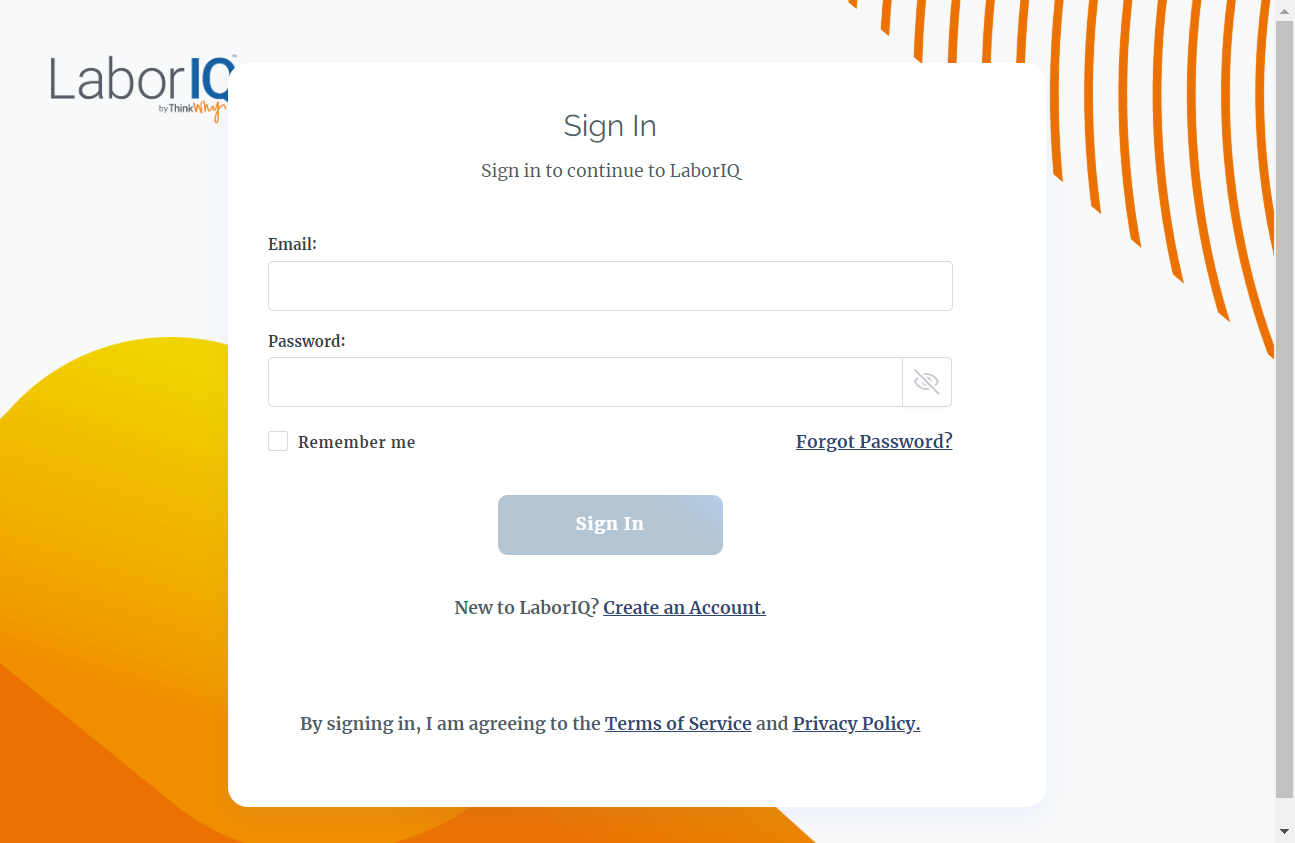 LaborIQ™
by ThinkWhy
Sign In
Sign in to continue to LaborIQ
Email:
Password:
Remember me
Forgot Password?
Sign In
New to LaborIQ? Create an Account.
By signing in, I am agreeing to the Terms of Service and Privacy Policy.